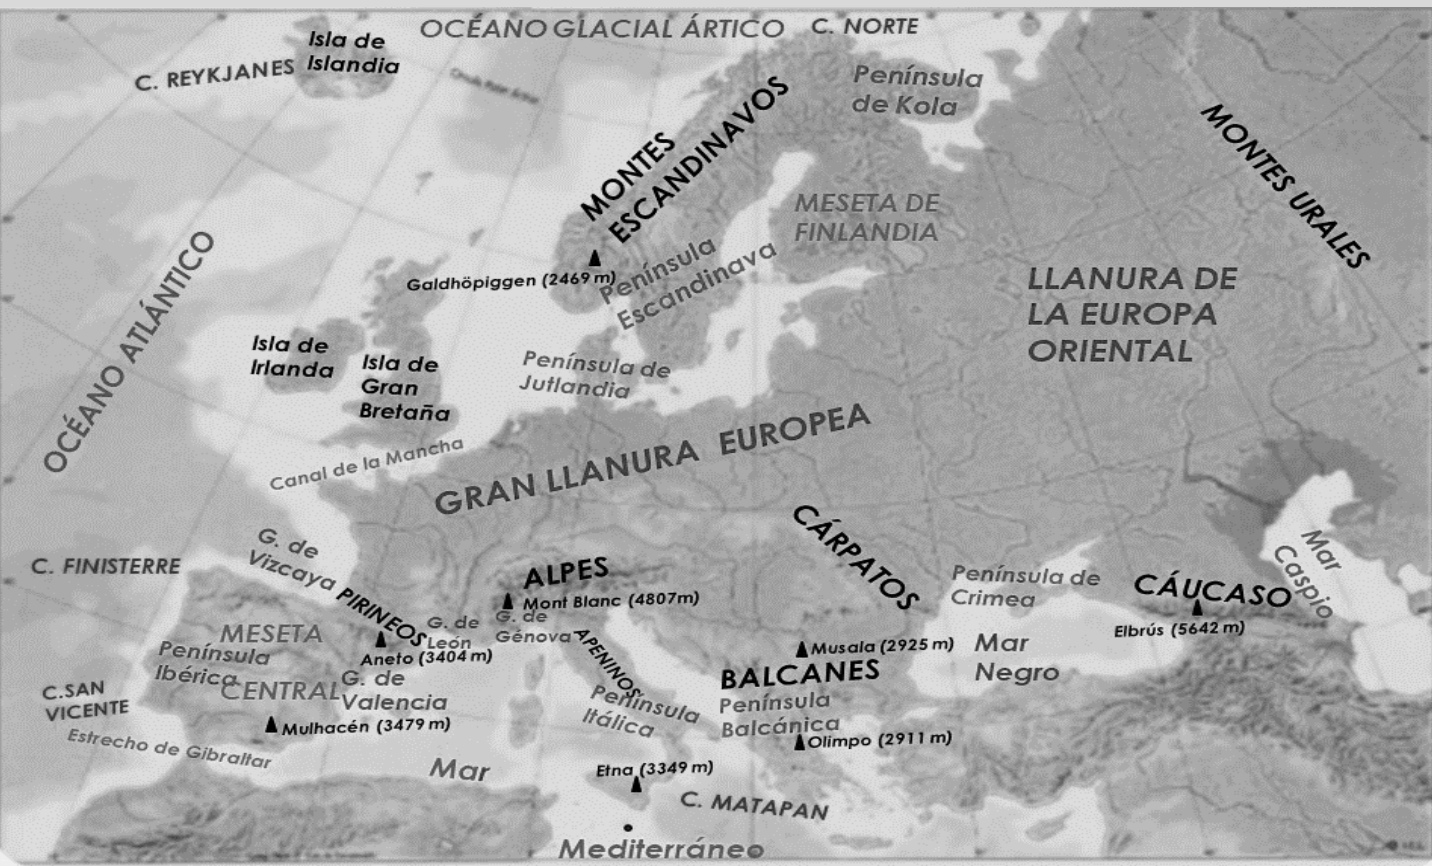 OCÉANO GLACIAL ÁRTICO
C. NORTE
Isla de
Islandia
C. REYKJANES
Península
de Kola
MONTES
ESCANDINAVOS
MONTES URALES
MESETA DE
FINLANDIA
Galdhöpiggen (2469 m)
Península
Escandinava
LLANURA DE
LA EUROPA
ORIENTAL
OCÉANO ATLÁNTICO
Isla de
Irlanda
Isla de
Gran
Bretaña
Península de
Jutlandia
Canal de la Mancha
GRAN LLANURA EUROPEA
CÁRPATOS
Mar
Caspio
C. FINISTERRE
G. de
Vizcaya
PIRINEOS
ALPES
Mont Blanc (4807m)
Península de
Crimea
CÁUCASO
Elbrús (5642 m)
MESETA
CENTRAL
Península
Ibérica
G. de
León
G. de
Génova
APENINOS
Aneto (3404 m)
Musala (2925 m)
Mar
Negro
BALCANES
C.SAN
VICENTE
G. de
Valencia
Península
Itálica
Península
Balcánica
Mulhacén (3479 m)
Olimpo (2911 m)
Estrecho de Gibraltar
Mar
Etna (3349 m)
C. MATAPAN
Mediterráneo